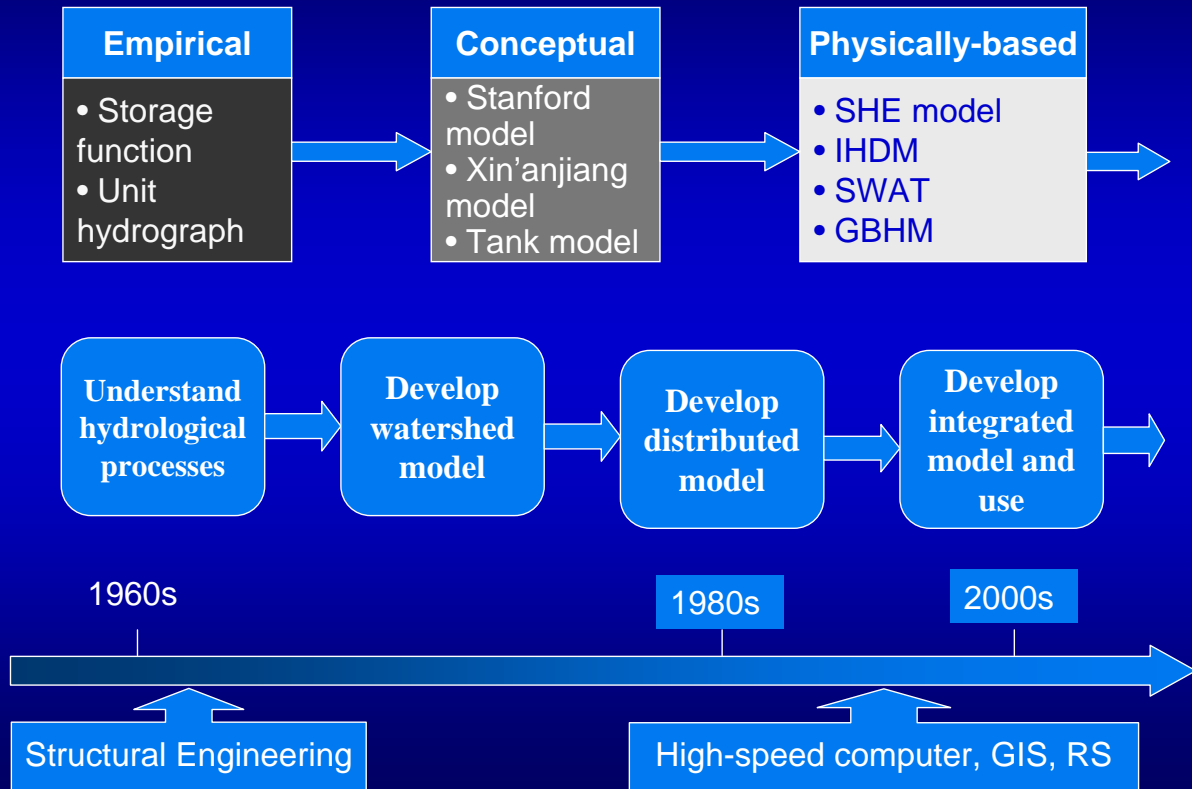 Empirical
• Storage
function
• Unit
hydrograph
Conceptual
• Stanford
model
• Xin’anjiang
model
• Tank model
Physically-based
• SHE model
• IHDM
• SWAT
• GBHM
Understand
hydrological
processes
Develop
watershed
model
Develop
distributed
model
Develop
integrated
model and
use
1960s
1980s
2000s
Structural Engineering
High-speed computer, GIS, RS